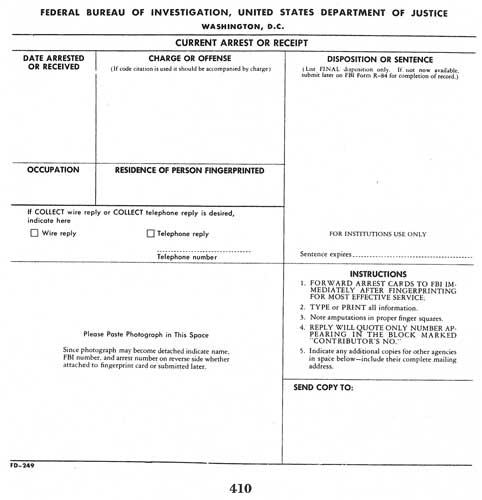 FEDERAL BUREAU OF INVESTIGATION, UNITED STATES DEPARTMENT OF JUSTICE
WASHINGTON, D.C.
CURRENT ARREST OR RECEIPT
DATE ARRESTED
OR RECEIVED
CHARGE OR OFFENSE
(If code citation is used it should be accompanied by charge)
DISPOSITION OR SENTENCE
(List FINAL disposition only. If not now available,
submit later on FBI Form R-84 for completion of record.)
OCCUPATION
RESIDENCE OF PERSON FINGERPRINTED
If COLLECT wire reply or COLLECT telephone reply is desired,
indicate here
Wire reply
Telephone reply
Telephone number
FOR INSTITUTIONS USE ONLY
Sentence expires
Please Paste Photograph in This Space
Since photograph may become detached indicate name,
FBI number, and arrest number on reverse side whether
attached to fingerprint card or submitted later.
INSTRUCTIONS
1. FORWARD ARREST CARDS TO FBI IM-
MEDIATELY AFTER FINGERPRINTING
FOR MOST EFFECTIVE SERVICE.
2. TYPE or PRINT all information.
3. Note amputations in proper finger squares.
4. REPLY WILL QUOTE ONLY NUMBER AP-
PEARING IN THE BLOCK MARKED
"CONTRIBUTOR'S NO."
5. Indicate any additional copies for other agencies
in space below—include their complete mailing
address.
SEND COPY TO:
FD-249
410